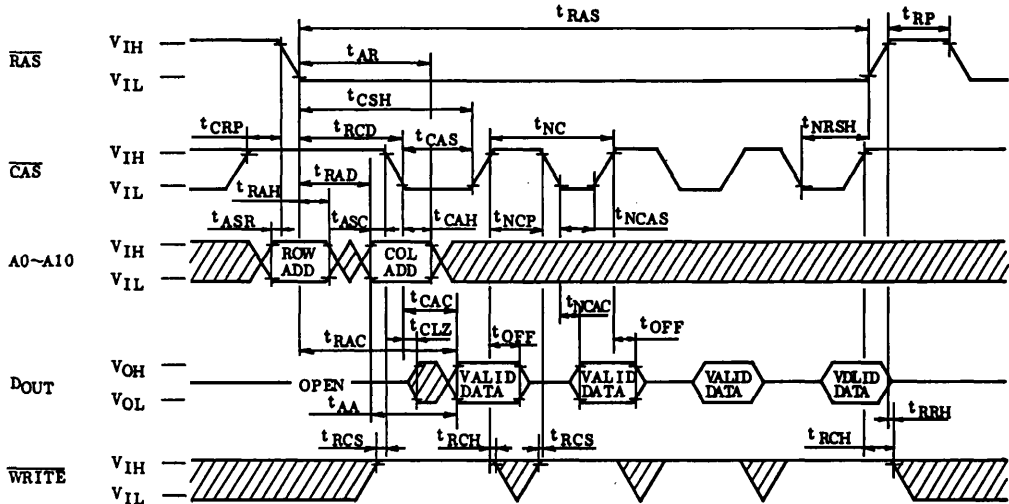 tRAS
tRP
RAS
VIH
VIL
tAR
tCSH
tCRP
tRCD
tCAS
tNC
tNRSH
CAS
VIH
VIL
tRAH
tRAD
tASR
tASC
tCAH
tNCP
tNCAS
A0~A10
VIH
VIL
ROW
ADD
COL
ADD
tCAC
tCLZ
tRAC
tOFF
tNCAC
tOFF
DOUT
VOH
VOL
OPEN
VALID
DATA
VALID
DATA
VALID
DATA
VDLID
DATA
tAA
tRRH
tRCS
tRCH
tRCS
tRCH
WRITE
VIH
VIL